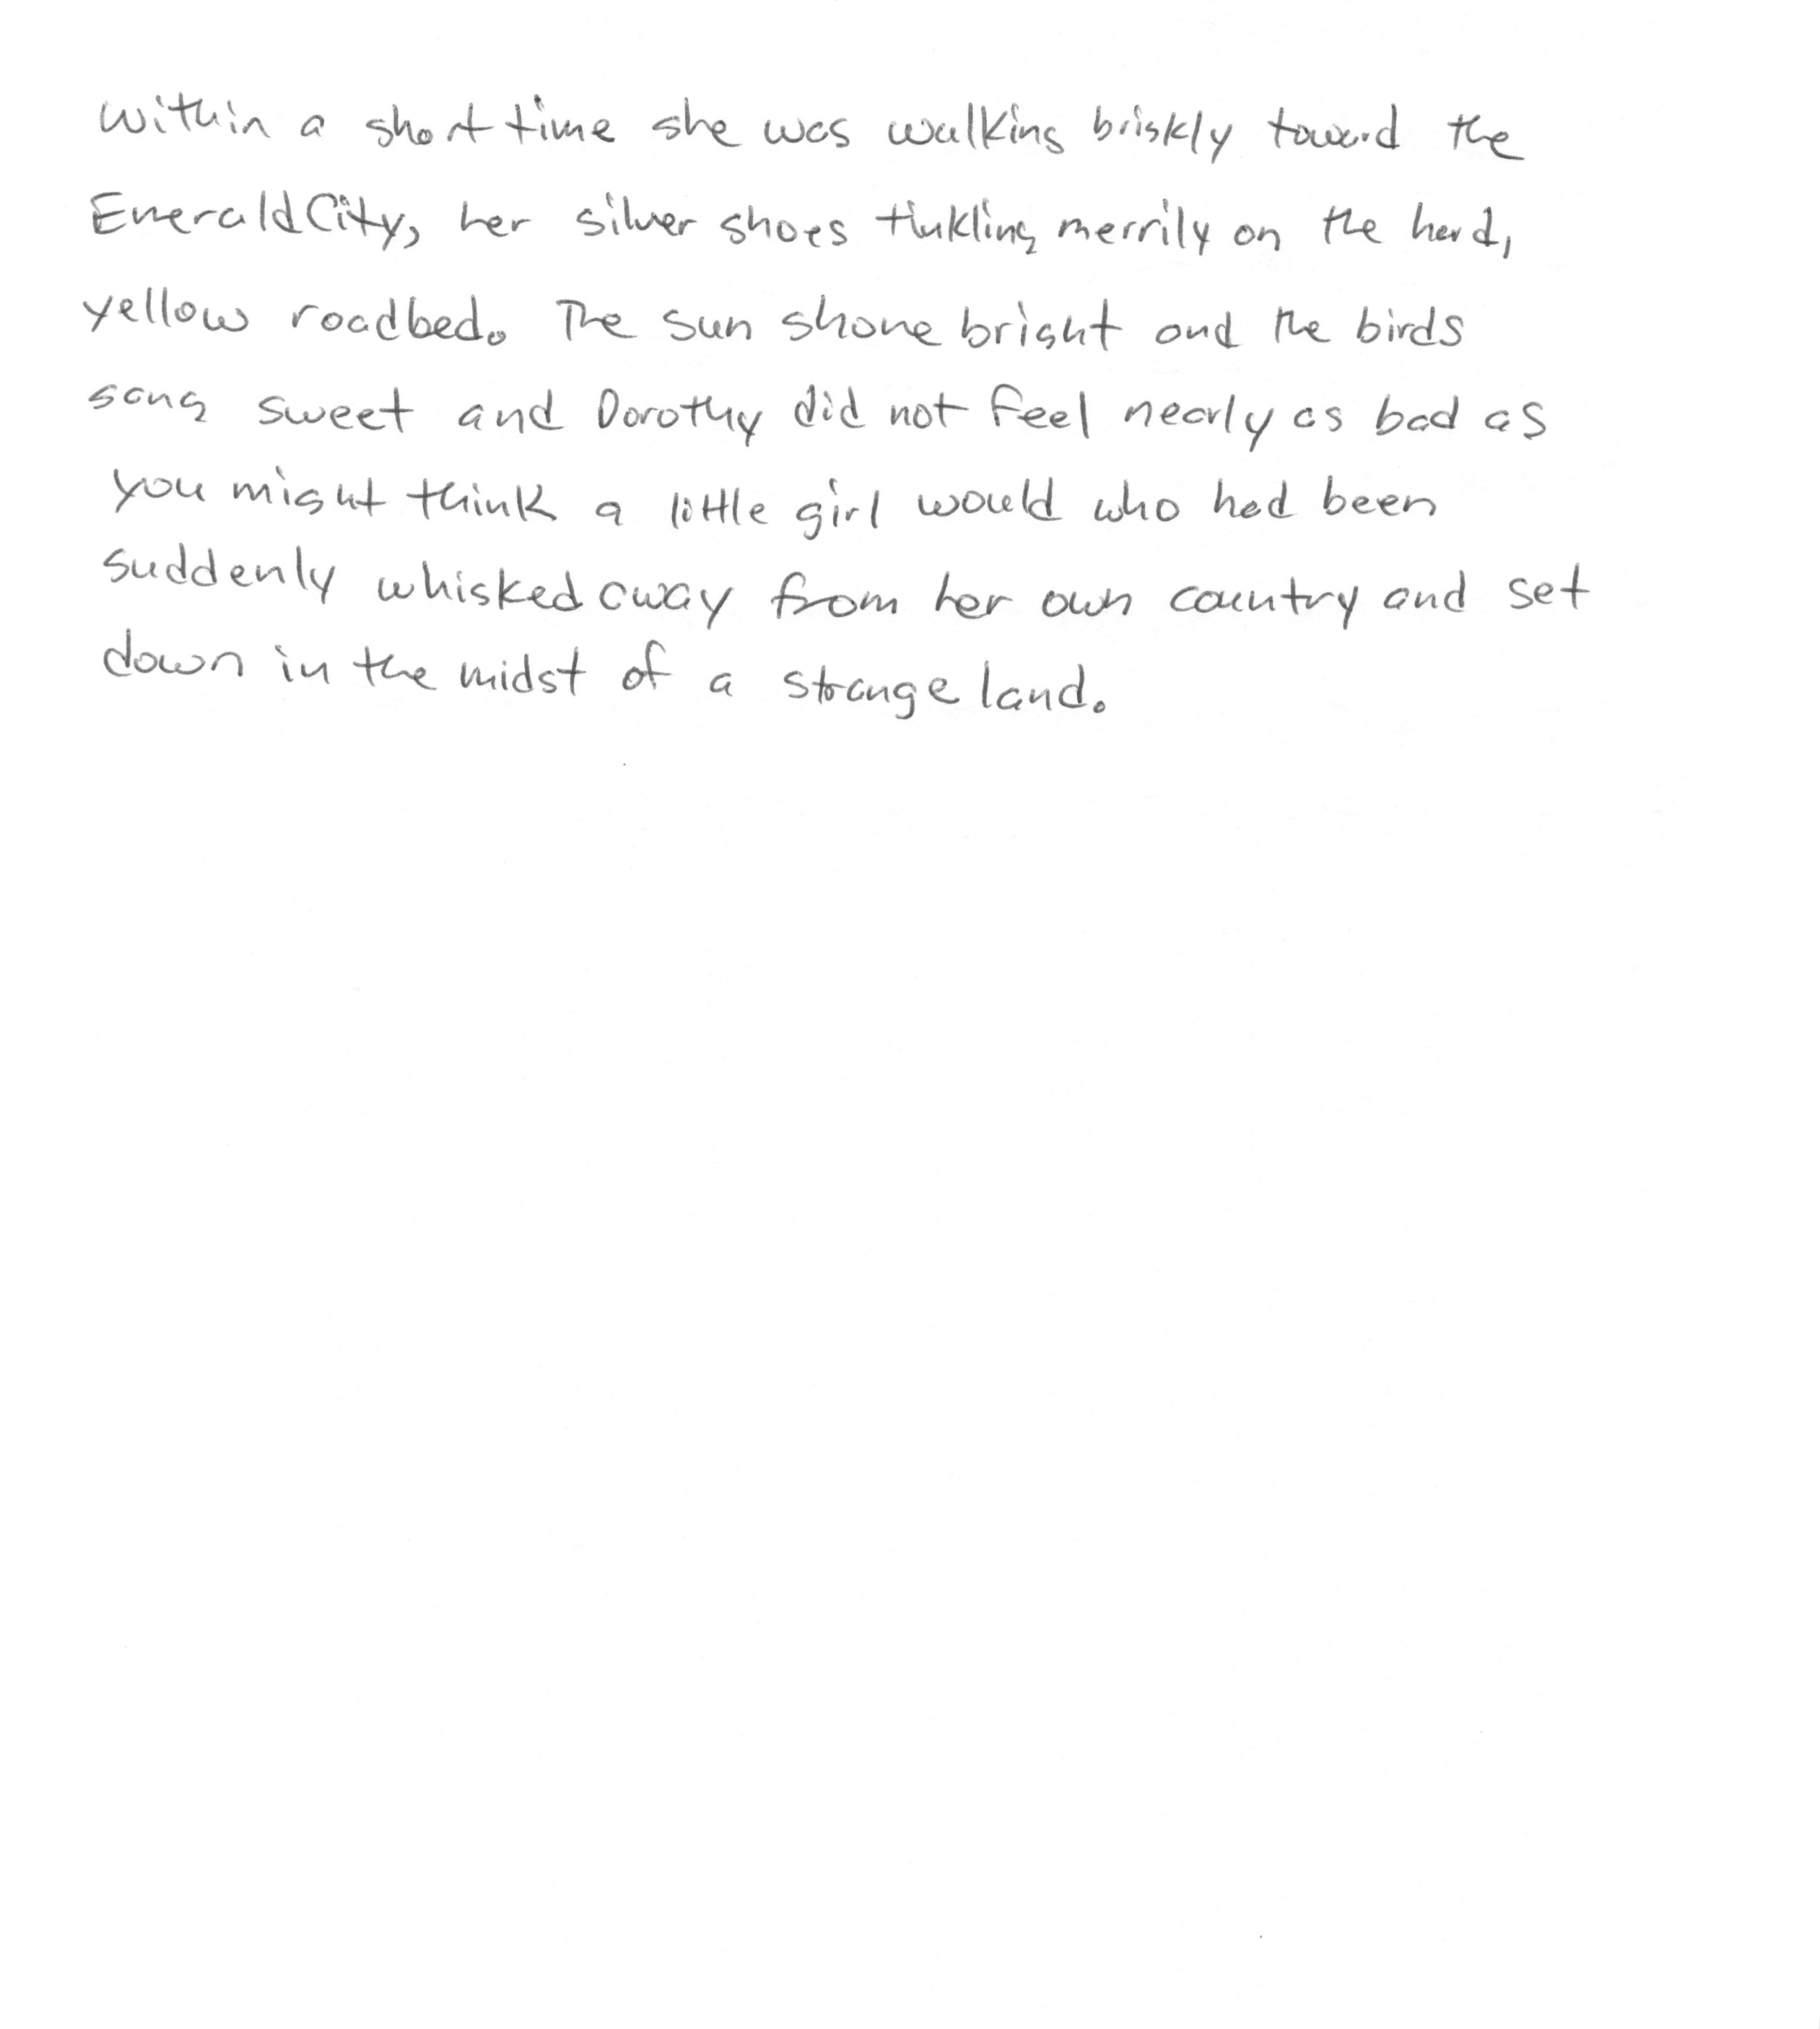 Within a short time she was walking briskly toward the
Emerald City, her silver shoes tinkling merrily on the hard,
yellow roadbed. The sun shone bright and the birds
sang sweet and Dorothy did not feel nearly as bad as
you might think a little girl would who had been
suddenly whisked away from her own country and set
down in the midst of a strange land.